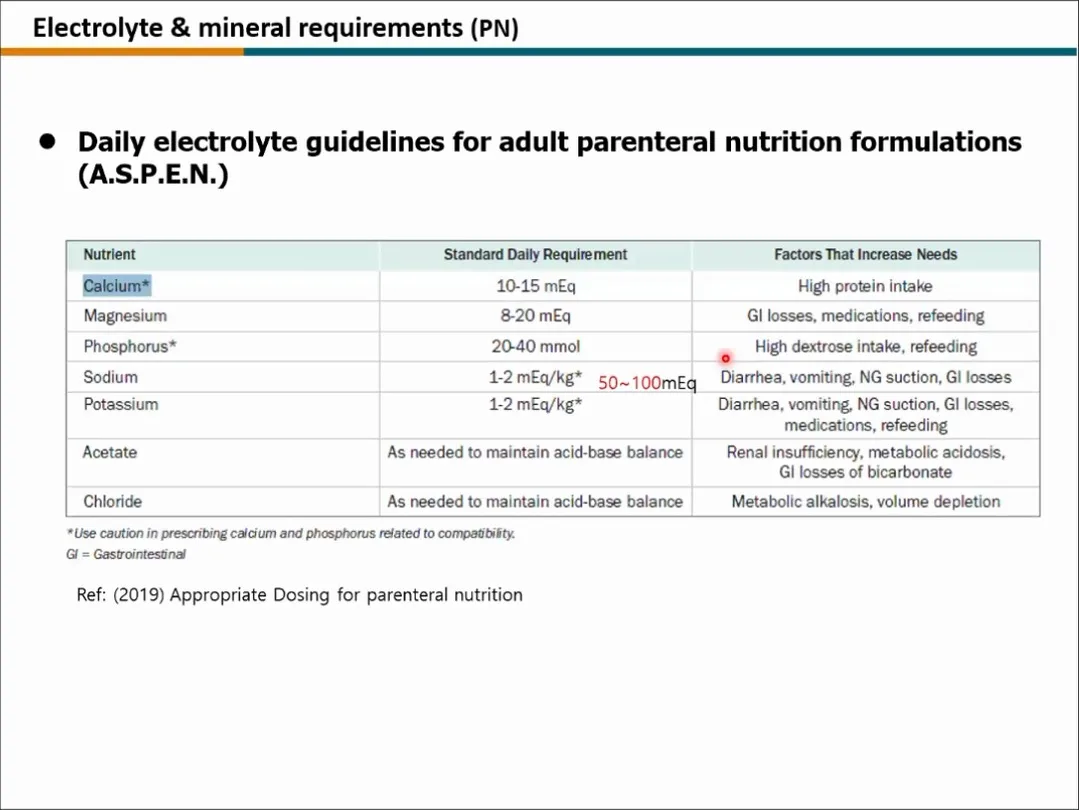 Electrolyte & mineral requirements (PN)
● Daily electrolyte guidelines for adult parenteral nutrition formulations
(A.S.P.E.N.)
Nutrient Standard Daily Requirement Factors That Increase Needs
Calcium* 10-15 mEq High protein intake
Magnesium 8-20 mEq GI losses, medications, refeeding
Phosphorus* 20-40 mmol High dextrose intake, refeeding
Sodium 1-2 mEq/kg* 50~100mEq Diarrhea, vomiting, NG suction, GI losses
Potassium 1-2 mEq/kg* Diarrhea, vomiting, NG suction, GI losses,
medications, refeeding
Acetate As needed to maintain acid-base balance Renal insufficiency, metabolic acidosis,
GI losses of bicarbonate
Chloride As needed to maintain acid-base balance Metabolic alkalosis, volume depletion
*Use caution in prescribing calcium and phosphorus related to compatibility.
GI = Gastrointestinal
Ref: (2019) Appropriate Dosing for parenteral nutrition